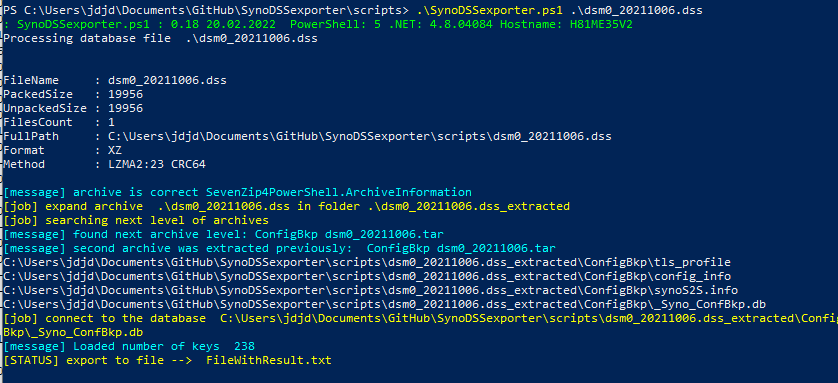 PS C:\Users\jdjd\Documents\GitHub\SynoDSSexporter\scripts> .\SynoDSSexporter.ps1 .\dsm0_20211006.dss
: SynoDSSexporter.ps1 : 0.18 20.02.2022  PowerShell: 5 .NET: 4.8.04084 Hostname: H81ME35V2
Processing database file  .\dsm0_20211006.dss
FileName     : dsm0_20211006.dss
PackedSize   : 19956
UnpackedSize : 19956
FilesCount   : 1
FullPath     : C:\Users\jdjd\Documents\GitHub\SynoDSSexporter\scripts\dsm0_20211006.dss
Format       : XZ
Method       : LZMA2:23 CRC64
[message] archive is correct SevenZip4PowerShell.ArchiveInformation
[job] expand archive  .\dsm0_20211006.dss in folder .\dsm0_20211006.dss_extracted
[job] searching next level of archives
[message] found next archive level: ConfigBkp dsm0_20211006.tar
[message] second archive was extracted previously:  ConfigBkp dsm0_20211006.tar
C:\Users\jdjd\Documents\GitHub\SynoDSSexporter\scripts\dsm0_20211006.dss_extracted\ConfigBkp\tls_profile
C:\Users\jdjd\Documents\GitHub\SynoDSSexporter\scripts\dsm0_20211006.dss_extracted\ConfigBkp\config_info
C:\Users\jdjd\Documents\GitHub\SynoDSSexporter\scripts\dsm0_20211006.dss_extracted\ConfigBkp\synoS2S.info
C:\Users\jdjd\Documents\GitHub\SynoDSSexporter\scripts\dsm0_20211006.dss_extracted\ConfigBkp\_Syno_ConfBkp.db
[job] connect to the database  C:\Users\jdjd\Documents\GitHub\SynoDSSexporter\scripts\dsm0_20211006.dss_extracted\Config
Bkp\_Syno_ConfBkp.db
[message] Loaded number of keys  238
[STATUS] export to file -->  FileWithResult.txt